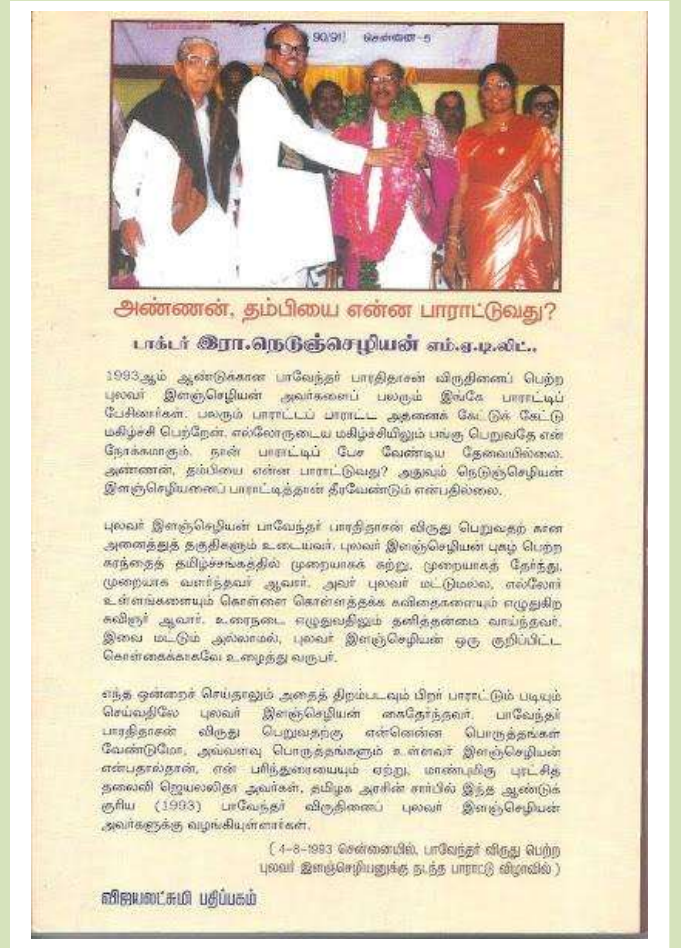 90/91] சென்னை-5
அண்ணன், தம்பியை என்ன பாராட்டுவது?
டாக்டர் இரா.நெடுஞ்செழியன் எம்.ஏ.டி.லிட்..
1993ஆம் ஆண்டுக்கான பாவேந்தர் பாரதிதாசன் விருதினைப் பெற்ற
புலவர் இளஞ்செழியன் அவர்களைப் பலரும் இங்கே பாராட்டிப்
பேசினார்கள். பலரும் பாராட்டப் பாராட்ட அதனைக் கேட்டுக் கேட்டு
மகிழ்ச்சி பெற்றேன். எல்லோருடைய மகிழ்ச்சியிலும் பங்கு பெறுவதே என்
நோக்கமாகும். நான் பாராட்டிப் பேச வேண்டிய தேவையில்லை.
அண்ணன், தம்பியை என்ன பாராட்டுவது? அதுவும் நெடுஞ்செழியன்
இளஞ்செழியனைப் பாராட்டித்தான் தீரவேண்டும் என்பதில்லை.
புலவர் இளஞ்செழியன் பாவேந்தர் பாரதிதாசன் விருது பெறுவதற் கான
அனைத்துத் தகுதிகளும் உடையவர். புலவர் இளஞ்செழியன் புகழ் பெற்ற
கரந்தைத் தமிழ்ச்சங்கத்தில் முறையாகக் கற்று, முறையாகத் தேர்ந்து,
முறையாக வளர்ந்தவர் ஆவார். அவர் புலவர் மட்டுமல்ல, எல்லோர்
உள்ளங்களையும் கொள்ளை கொள்ளத்தக்க கவிதைகளையும் எழுதுகிற
கவிஞர் ஆவார். உரைநடை எழுதுவதிலும் தனித்தன்மை வாய்ந்தவர்.
இவை மட்டும் அல்லாமல், புலவர் இளஞ்செழியன் ஒரு குறிப்பிட்ட
கொள்கைக்காகவே உழைத்து வருபர்.
எந்த ஒன்றைச் செய்தாலும் அதைத் திறம்படவும் பிறர் பாராட்டும் படியும்
செய்வதிலே புலவர் இளஞ்செழியன் கைதேர்ந்தவர். பாவேந்தர்
பாரதிதாசன் விருது பெறுவதற்கு என்னென்ன பொருத்தங்கள்
வேண்டுமோ, அவ்வளவு பொருத்தங்களும் உள்ளவர் இளஞ்செழியன்
என்பதால்தான், என் பரிந்துரையையும் ஏற்று, மாண்புமிகு புரட்சித்
தலைவி ஜெயலலிதா அவர்கள், தமிழக அரசின் சார்பில் இந்த ஆண்டுக்
குரிய (1993) பாவேந்தர் விருதினைப் புலவர் இளஞ்செழியன்
அவர்களுக்கு வழங்கியுள்ளார்கள்.
( 4-8-1993 சென்னையில், பாவேந்தர் விருது பெற்ற
புலவர் இளஞ்செழியனுக்கு நடந்த பாராட்டு விழாவில் )
விஜயலட்சுமி பதிப்பகம்